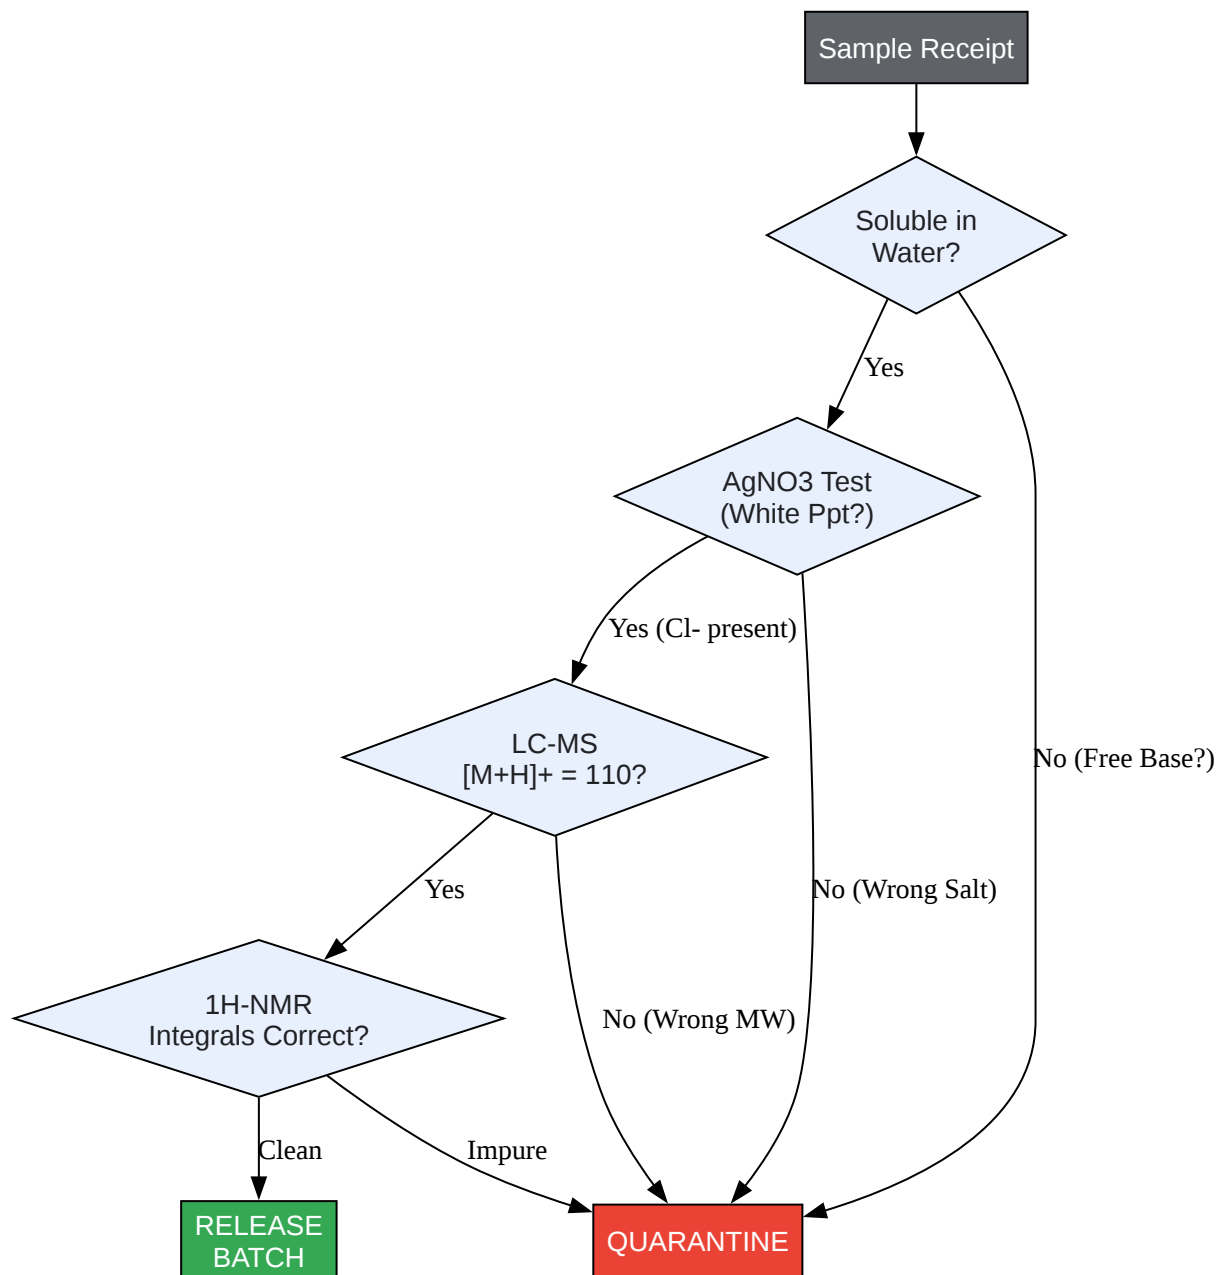 Sample Receipt
Soluble in
Water?
Yes
AgNO3 Test
(White Ppt?)
Yes (Cl- present)
LC-MS
[M+H]+ = 110?
No (Free Base?)
Yes
No (Wrong Salt)
1H-NMR
Integrals Correct?
No (Wrong MW)
Clean
Impure
RELEASE
BATCH
QUARANTINE